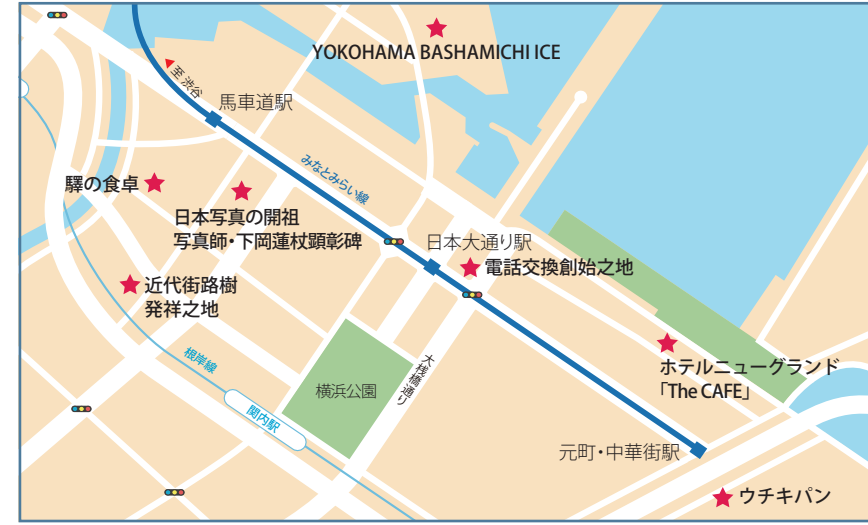 YOKOHAMA BASHAMICHI ICE
至 渋谷
馬車道駅
みなとみらい線
驛の食卓
日本写真の開祖
写真師・下岡蓮杖顕彰碑
日本大通り駅
電話交換創始之地
近代街路樹
発祥之地
根岸線
関内駅
横浜公園
大桟橋通り
ホテルニューグランド
「The CAFE」
元町・中華街駅
ウチキパン